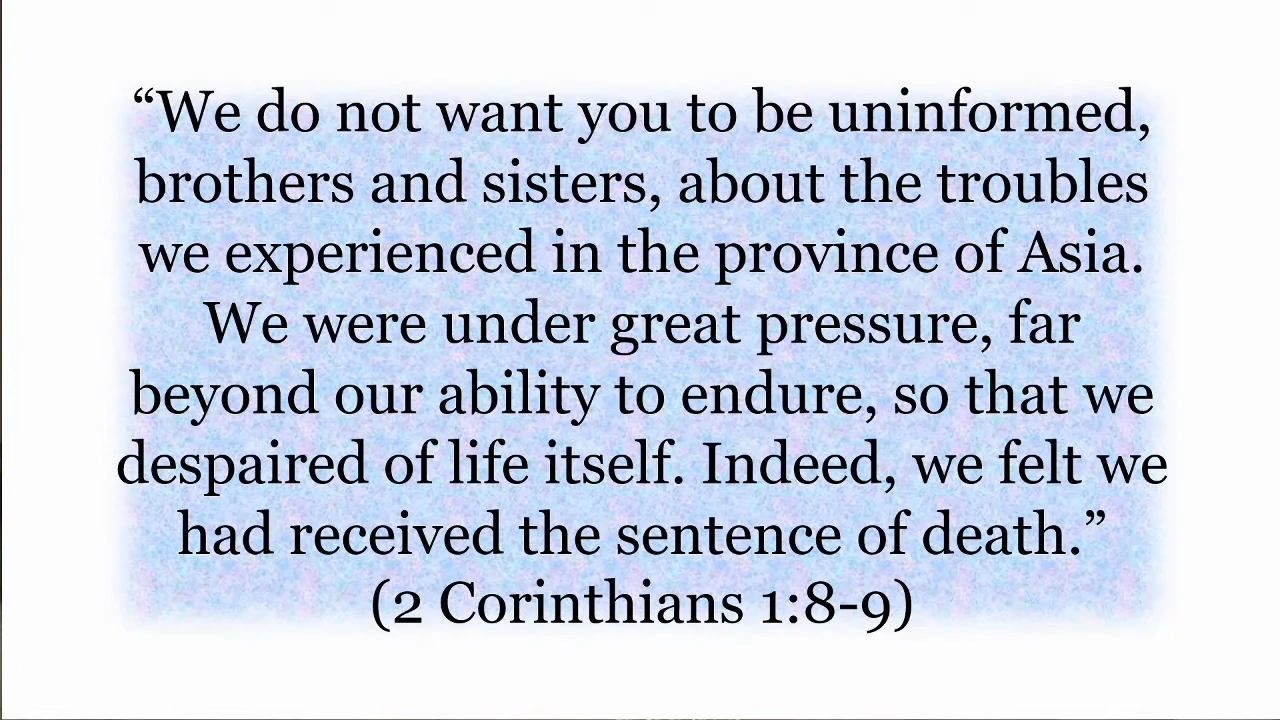 “We do not want you to be uninformed,
brothers and sisters, about the troubles
we experienced in the province of Asia.
We were under great pressure, far
beyond our ability to endure, so that we
despaired of life itself. Indeed, we felt we
had received the sentence of death.”
(2 Corinthians 1:8-9)